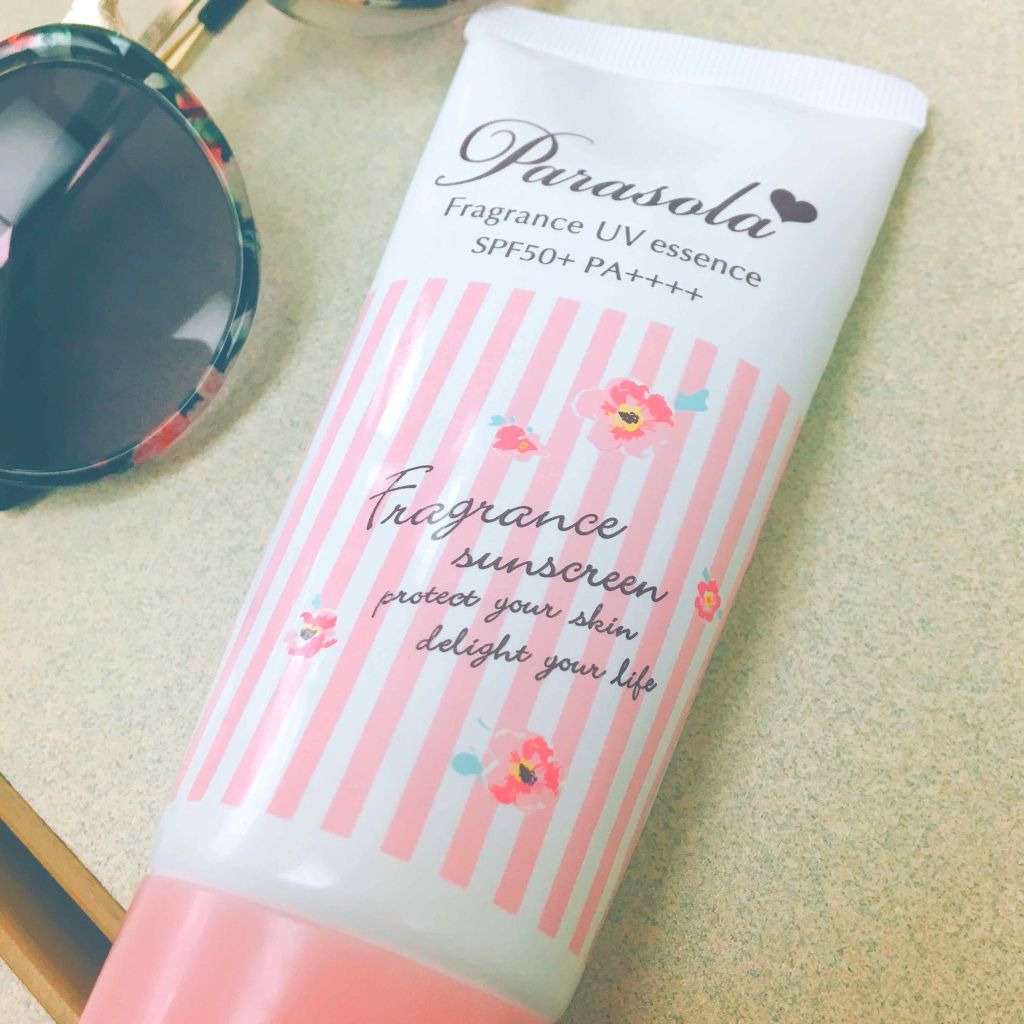 Parasola
Fragrance UV essence
SPF50+ PA++++
Fragrance
sunscreen
protect your skin
delight your life